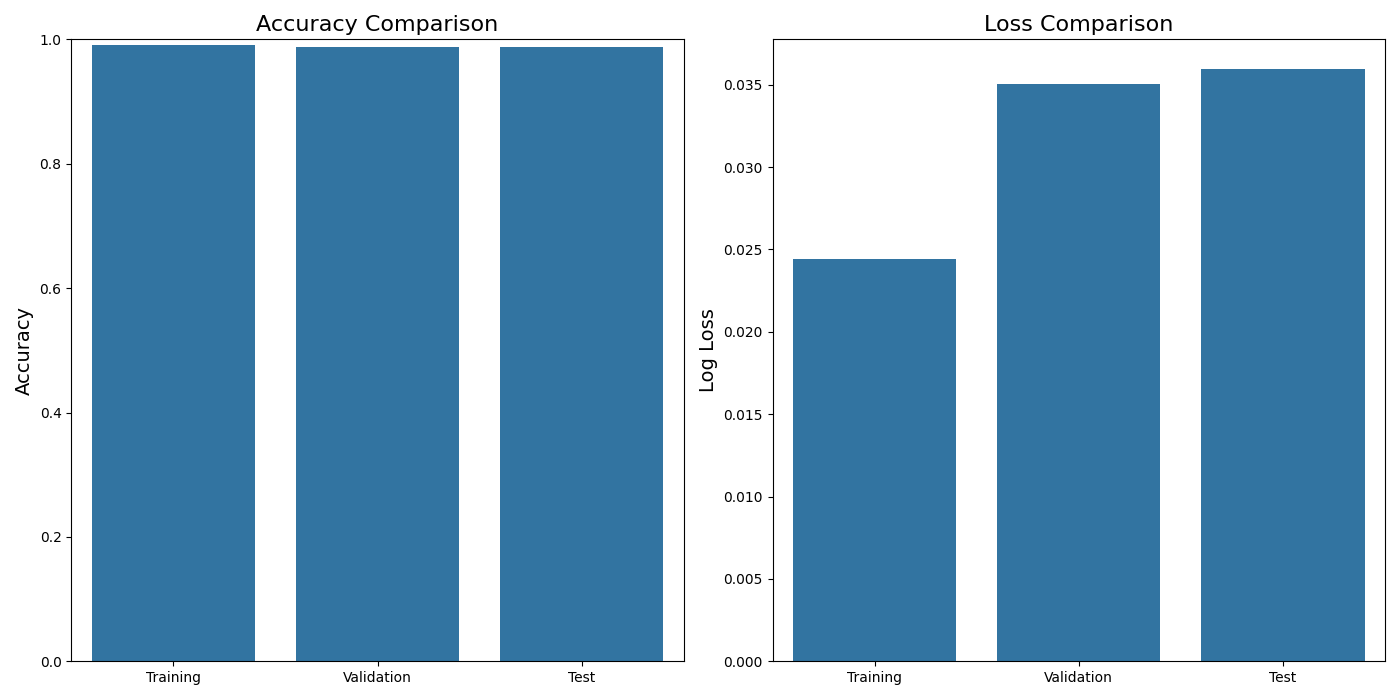 Accuracy Comparison
Accuracy
1.0
0.8
0.6
0.4
0.2
0.0
Training Validation Test
Loss Comparison
Log Loss
0.035
0.030
0.025
0.020
0.015
0.010
0.005
0.000
Training Validation Test